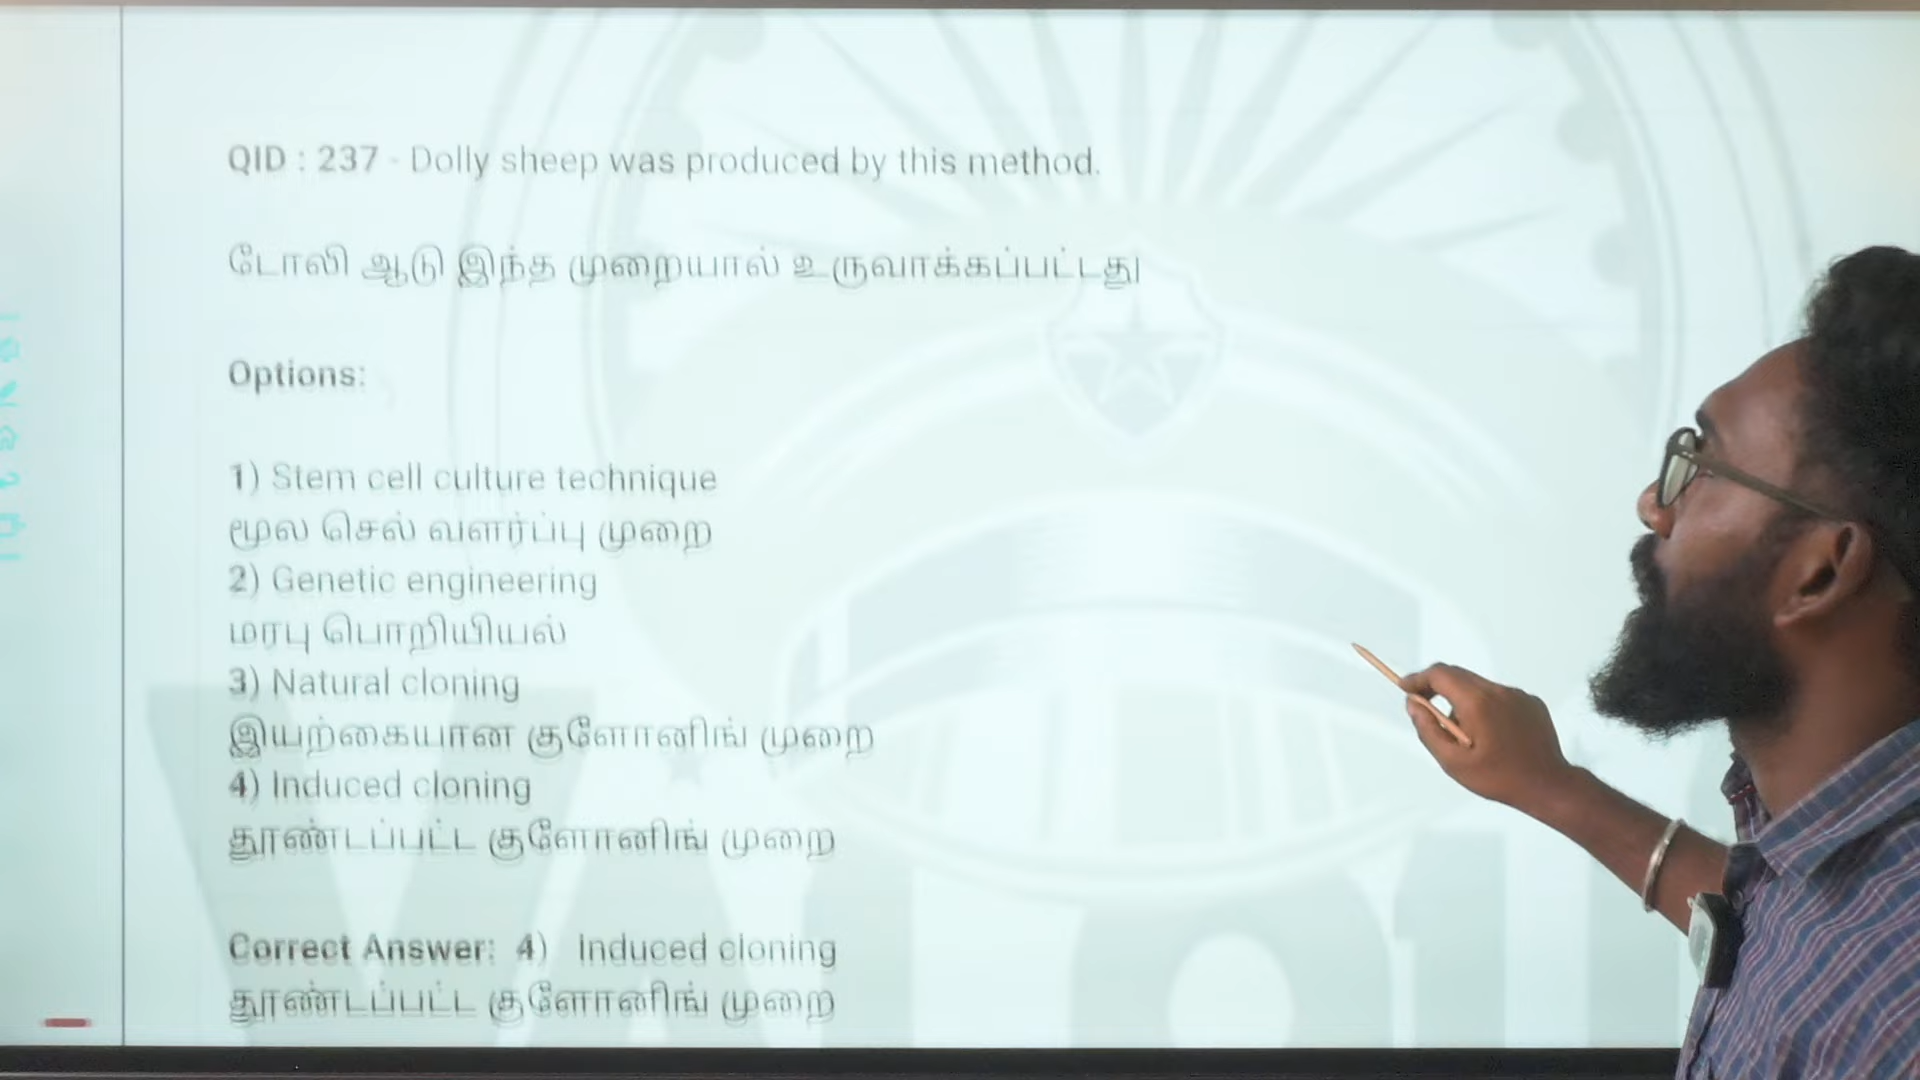 QID : 237 - Dolly sheep was produced by this method.
டோலி ஆடு இந்த முறையால் உருவாக்கப்பட்டது
Options:
1) Stem cell culture technique
மூல செல் வளர்ப்பு முறை
2) Genetic engineering
மரபு பொறியியல்
3) Natural cloning
இயற்கையான குளோனிங் முறை
4) Induced cloning
தூண்டப்பட்ட குளோனிங் முறை
Correct Answer: 4) Induced cloning
தூண்டப்பட்ட குளோனிங் முறை